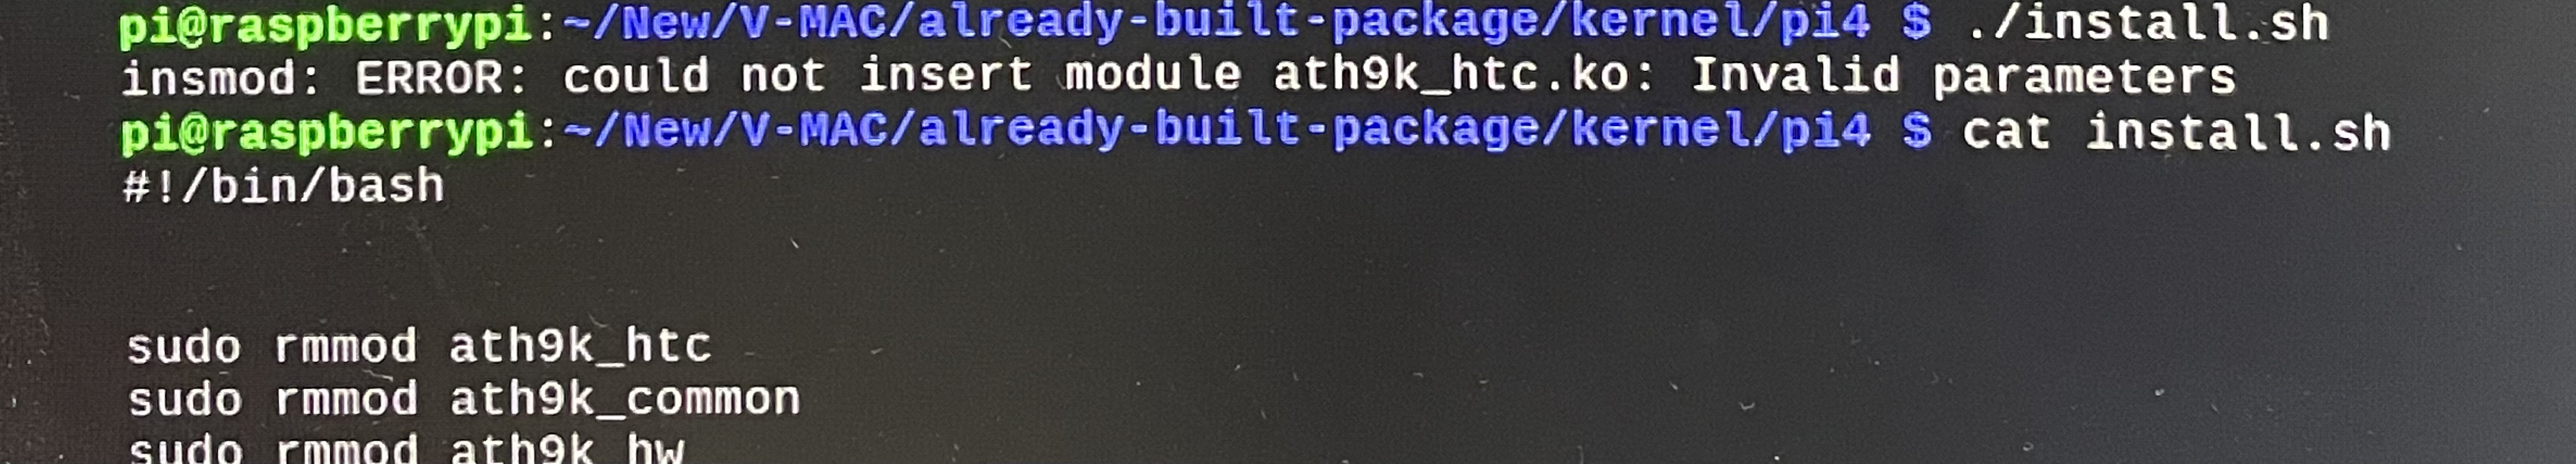 pi@raspberrypi:~/New/V-MAC/already-built-package/kernel/pi4 $ ./install.sh
insmod: ERROR: could not insert module ath9k_htc.ko: Invalid parameters
pi@raspberrypi:~/New/V-MAC/already-built-package/kernel/pi4 $ cat install.sh
#!/bin/bash
sudo rmmod ath9k_htc
sudo rmmod ath9k_common
sudo rmmod ath9k_hw